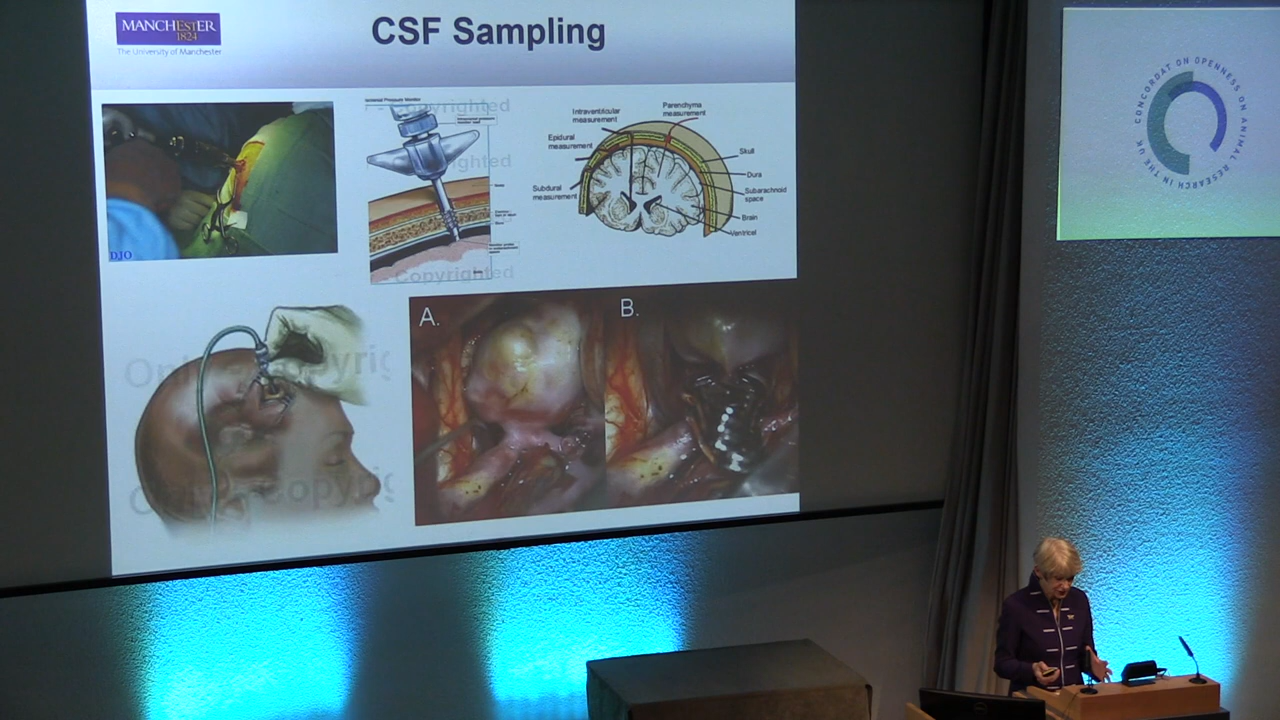 MANCHESTER
1824
The University of Manchester
CSF Sampling
DJO
Copyrighted
Copyrighted
Intraventricular
measurement
Parenchyma
measurement
Epidural
measurement
Subdural
measurement
Skull
Dura
Subarachnoid
space
Brain
Ventricel
A.
B.
CONCORDAT ON OPENNESS ON ANIMAL RESEARCH IN THE UK